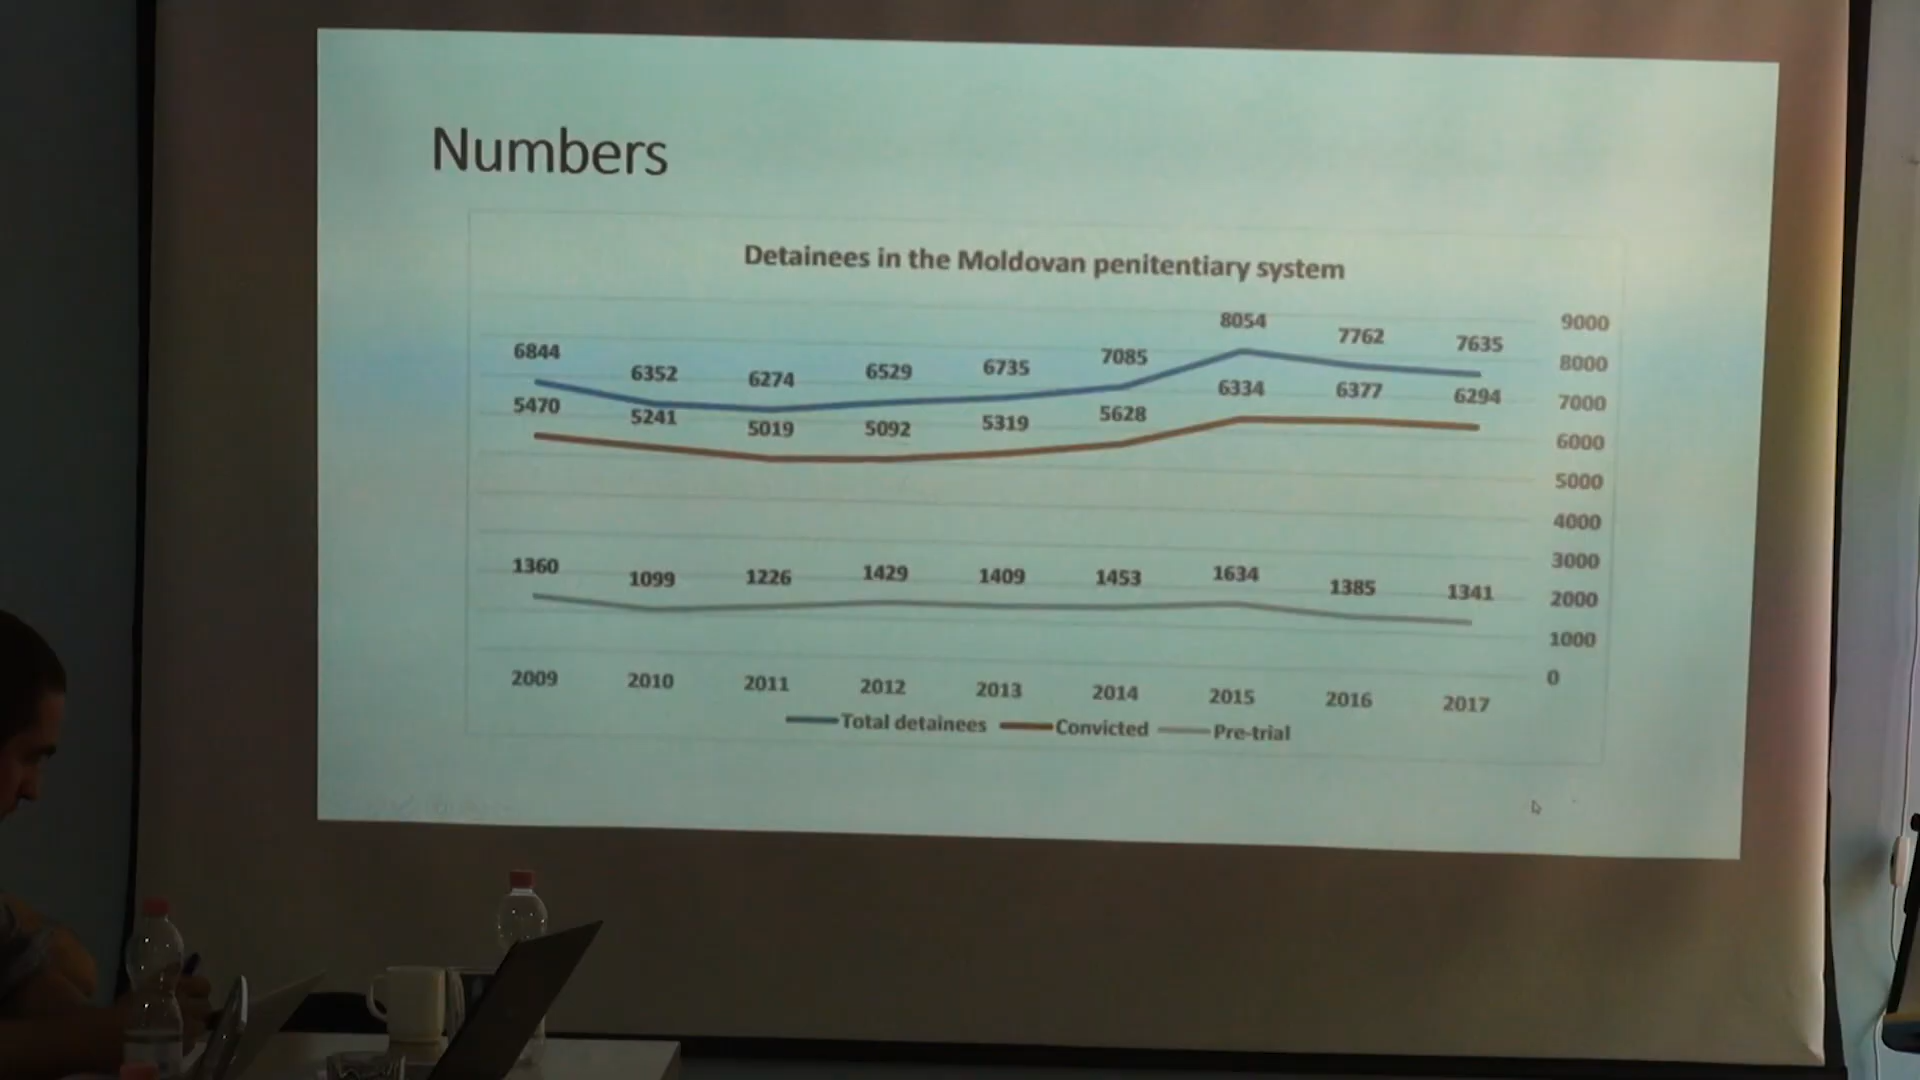 Numbers
Detainees in the Moldovan penitentiary system
9000
8000
7000
6000
5000
4000
3000
2000
1000
0
6844 6352 6274 6529 6735 7085 8054 7762 7635
5470 5241 5019 5092 5319 5628 6334 6377 6294
1360 1099 1226 1429 1409 1453 1634 1385 1341
2009 2010 2011 2012 2013 2014 2015 2016 2017
Total detainees Convicted Pre-trial